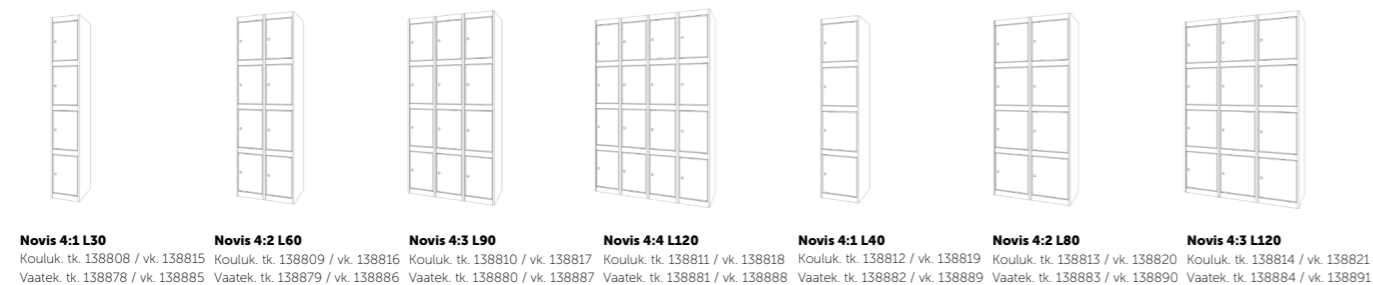 Novis 4:1 L30
Kouluk. tk. 138808 / vk. 138815
Vaatek. tk. 138878 / vk. 138885
Novis 4:2 L60
Kouluk. tk. 138809 / vk. 138816
Vaatek. tk. 138879 / vk. 138886
Novis 4:3 L90
Kouluk. tk. 138810 / vk. 138817
Vaatek. tk. 138880 / vk. 138887
Novis 4:4 L120
Kouluk. tk. 138811 / vk. 138818
Vaatek. tk. 138881 / vk. 138888
Novis 4:1 L40
Kouluk. tk. 138812 / vk. 138819
Vaatek. tk. 138882 / vk. 138889
Novis 4:2 L80
Kouluk. tk. 138813 / vk. 138820
Vaatek. tk. 138883 / vk. 138890
Novis 4:3 L120
Kouluk. tk. 138814 / vk. 138821
Vaatek. tk. 138884 / vk. 138891